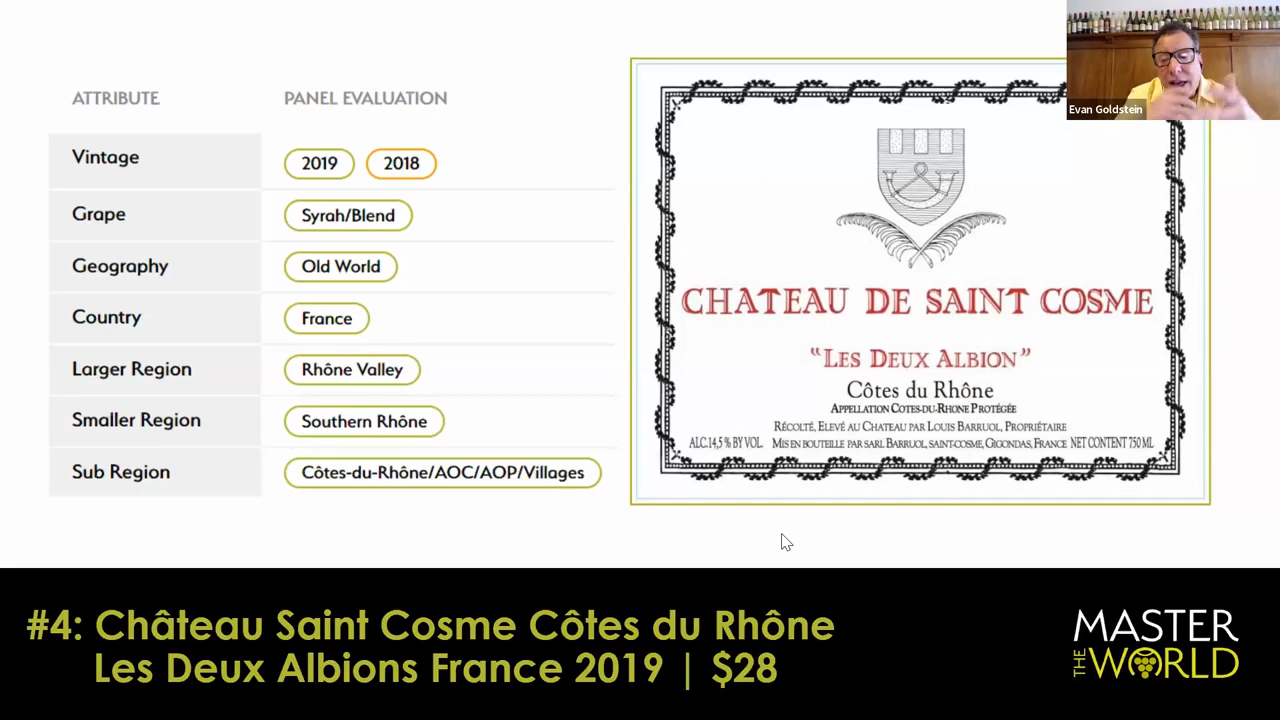 ATTRIBUTE PANEL EVALUATION
Vintage 2019 2018
Grape Syrah/Blend
Geography Old World
Country France
Larger Region Rhône Valley
Smaller Region Southern Rhône
Sub Region Côtes-du-Rhône/AOC/AOP/Villages
Evan Goldstein
CHATEAU DE SAINT COSME
“LES DEUX ALBION”
Côtes du Rhône
APPELLATION COTES-DU-RHONE PROTÉGÉE
RÉCOLTÉ, ELEVÉ AU CHATEAU PAR LOUIS BARRUOL, PROPRIÉTAIRE
ALC.14,5 % BY VOL. MIS EN BOUTEILLE PAR SARL BARRUOL, SAINT-COSME, GIGONDAS, FRANCE NET CONTENT 750 ML
#4: Château Saint Cosme Côtes du Rhône
Les Deux Albions France 2019 | $28
MASTER
THE WORLD